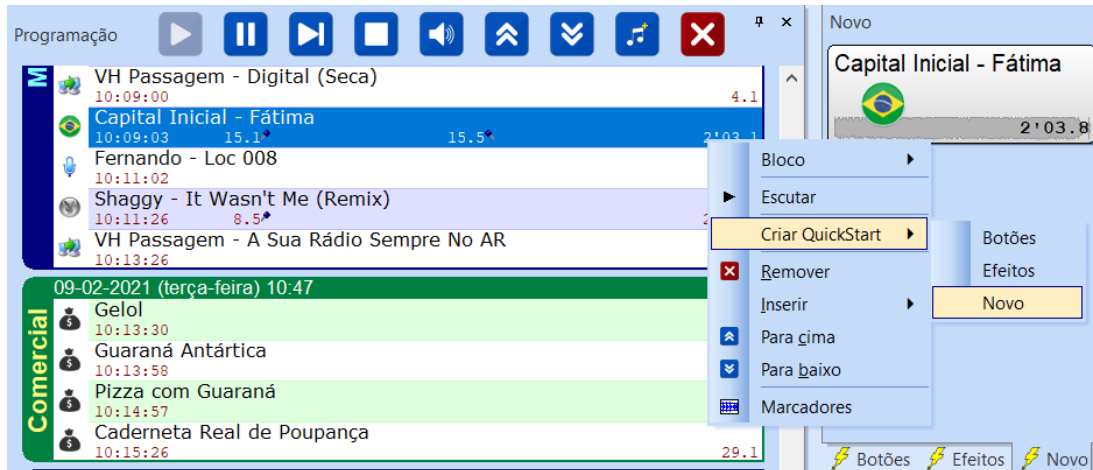 Programação
M
VH Passagem - Digital (Seca)
10:09:00 4.1
Capital Inicial - Fátima
10:09:03 15.1 15.5 2'03.1
Fernando - Loc 008
10:11:02
Shaggy - It Wasn't Me (Remix)
10:11:26 8.5 2
VH Passagem - A Sua Rádio Sempre No AR
10:13:26
Comercial
09-02-2021 (terça-feira) 10:47
Gelol
10:13:30
Guaraná Antártica
10:13:58
Pizza com Guaraná
10:14:57
Caderneta Real de Poupança
10:15:26 29.1
Bloco
Escutar
Criar QuickStart
Remover
Inserir
Para cima
Para baixo
Marcadores
Botões
Efeitos
Novo
Novo
Capital Inicial - Fátima
2'03.8
Botões Efeitos Novo